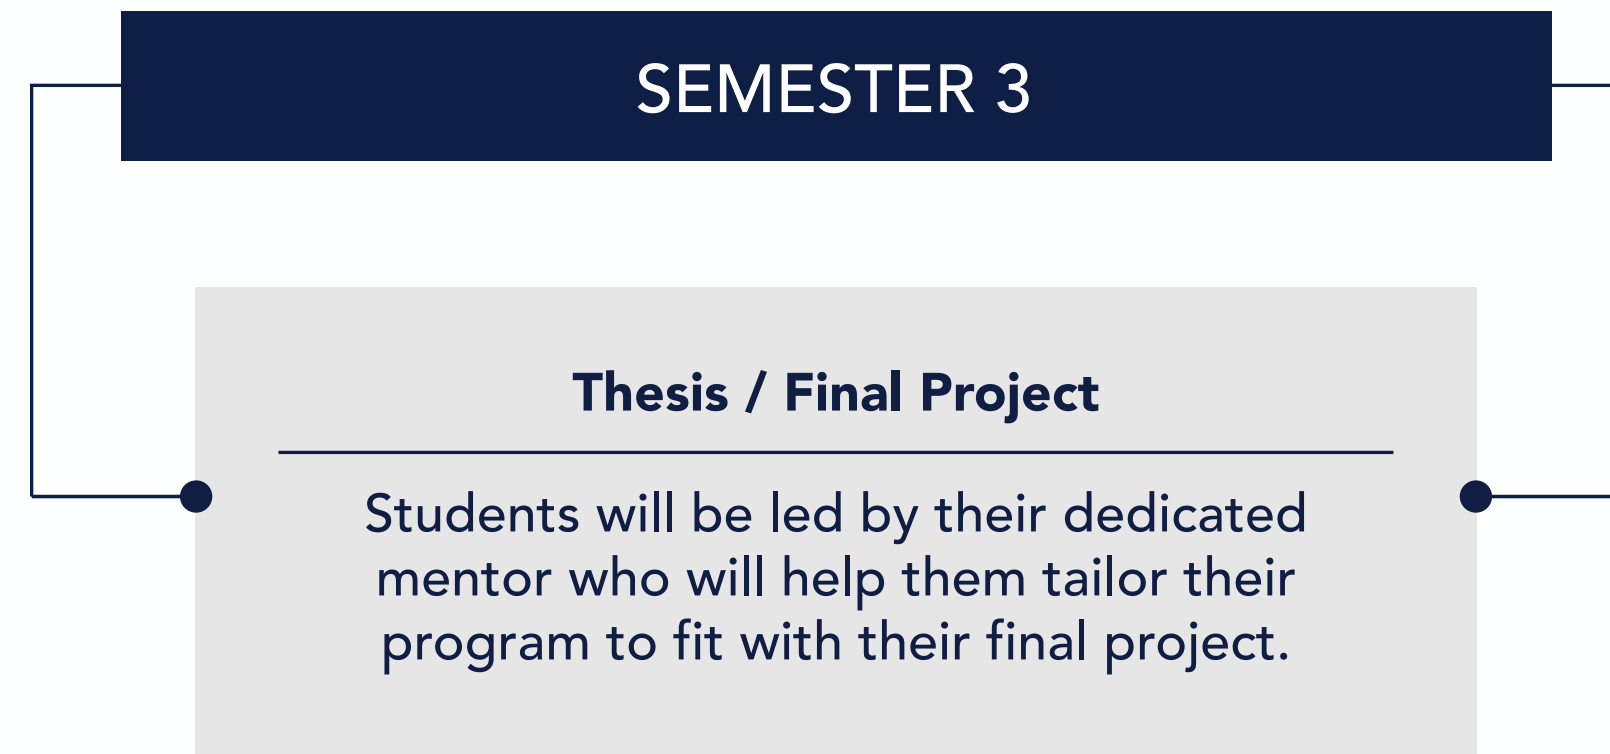 SEMESTER 3
Thesis / Final Project
Students will be led by their dedicated
mentor who will help them tailor their
program to fit with their final project.